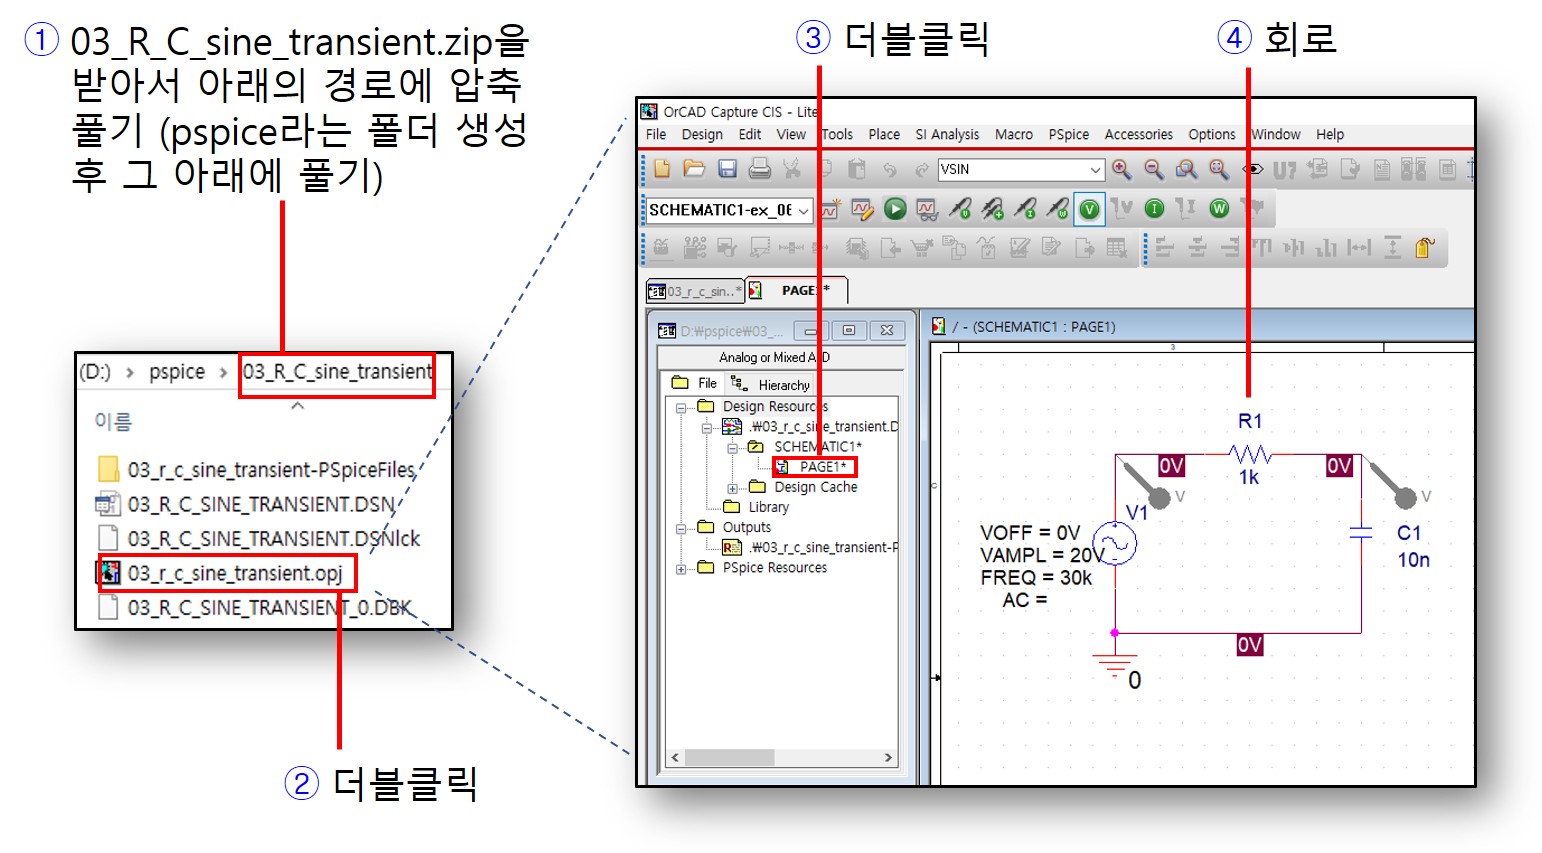 ① 03_R_C_sine_transient.zip을
받아서 아래의 경로에 압축
풀기 (pspice라는 폴더 생성
후 그 아래에 풀기)
③ 더블클릭
④ 회로
OrCAD Capture CIS - Lite
File Design Edit View Tools Place SI Analysis Macro PSpice Accessories Options Window Help
VSIN
U?
SCHEMATIC1-ex_06
V I W
03_r_c_sin..* PAGE1*
D:₩pspice₩03_...
/ - (SCHEMATIC1 : PAGE1)
Analog or Mixed A/D
File Hierarchy
Design Resources
.₩03_r_c_sine_transient.D
SCHEMATIC1*
PAGE1*
Design Cache
Library
Outputs
.₩03_r_c_sine_transient-P
PSpice Resources
3
C
R1
0V
1k
0V
V
V
V1
VOFF = 0V
VAMPL = 20V
FREQ = 30k
AC =
C1
10n
0V
0
(D:) > pspice > 03_R_C_sine_transient
이름
03_r_c_sine_transient-PSpiceFiles
03_R_C_SINE_TRANSIENT.DSN
03_R_C_SINE_TRANSIENT.DSNlck
03_r_c_sine_transient.opj
03_R_C_SINE_TRANSIENT_0.DBK
② 더블클릭